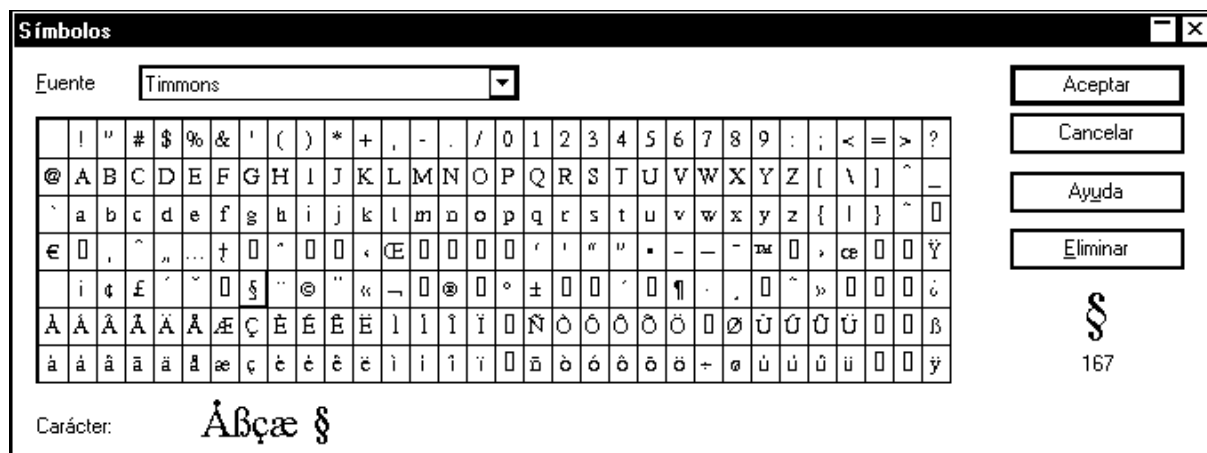 Símbolos
Fuente Timmons
Aceptar
Cancelar
Ayuda
Eliminar
! " # $ % & ' ( ) * + , - . / 0 1 2 3 4 5 6 7 8 9 : ; < = > ?
@ A B C D E F G H I J K L M N O P Q R S T U V W X Y Z [ \ ] ˆ _
` a b c d e f g h i j k l m n o p q r s t u v w x y z { | } ˜ ▯
€ ▯ ‚ ˆ „ … † ▯ ˆ ▯ ▯ ‹ Œ ▯ ▯ ▯ ▯ ‘ ’ “ ” • – — ˜ ™ ▯ › œ ▯ ▯ Ÿ
¡ ¢ £ ´ ˇ ▯ § ¨ © ¨ « ¬ ▯ ® ▯ ° ± ▯ ▯ ´ ▯ ¶ · ¸ ▯ ˆ » ▯ ▯ ▯ ¿
À Á Â Ã Ä Å Æ Ç È É Ê Ë Ì Í Î Ï ▯ Ñ Ò Ó Ô Õ Ö ▯ Ø Ù Ú Û Ü ▯ ▯ ß
à á â ã ä å æ ç è é ê ë ì í î ï ▯ ñ ò ó ô õ ö ÷ ø ù ú û ü ▯ ▯ ÿ
§
167
Carácter: Åßçæ §